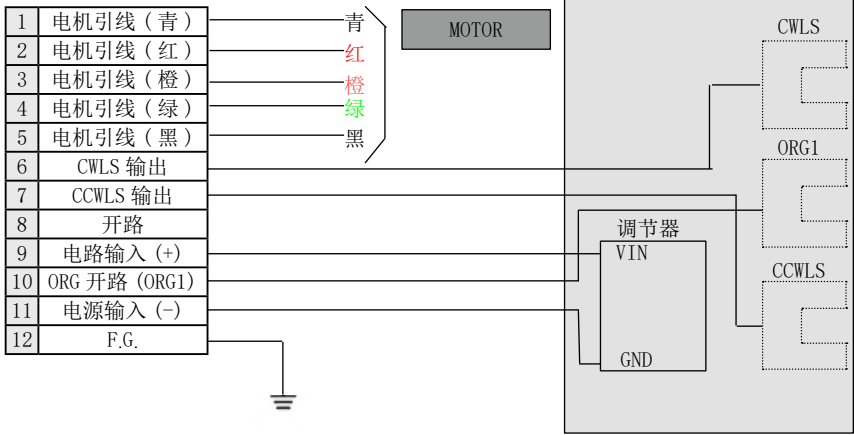 1 电机引线（青） 青
2 电机引线（红） 红
3 电机引线（橙） 橙
4 电机引线（绿） 绿
5 电机引线（黑） 黑
6 CWLS 输出
7 CCWLS 输出
8 开路
9 电路输入 (+)
10 ORG 开路 (ORG1)
11 电源输入 (-)
12 F.G.
MOTOR
CWLS
ORG1
调节器
VIN
CCWLS
GND